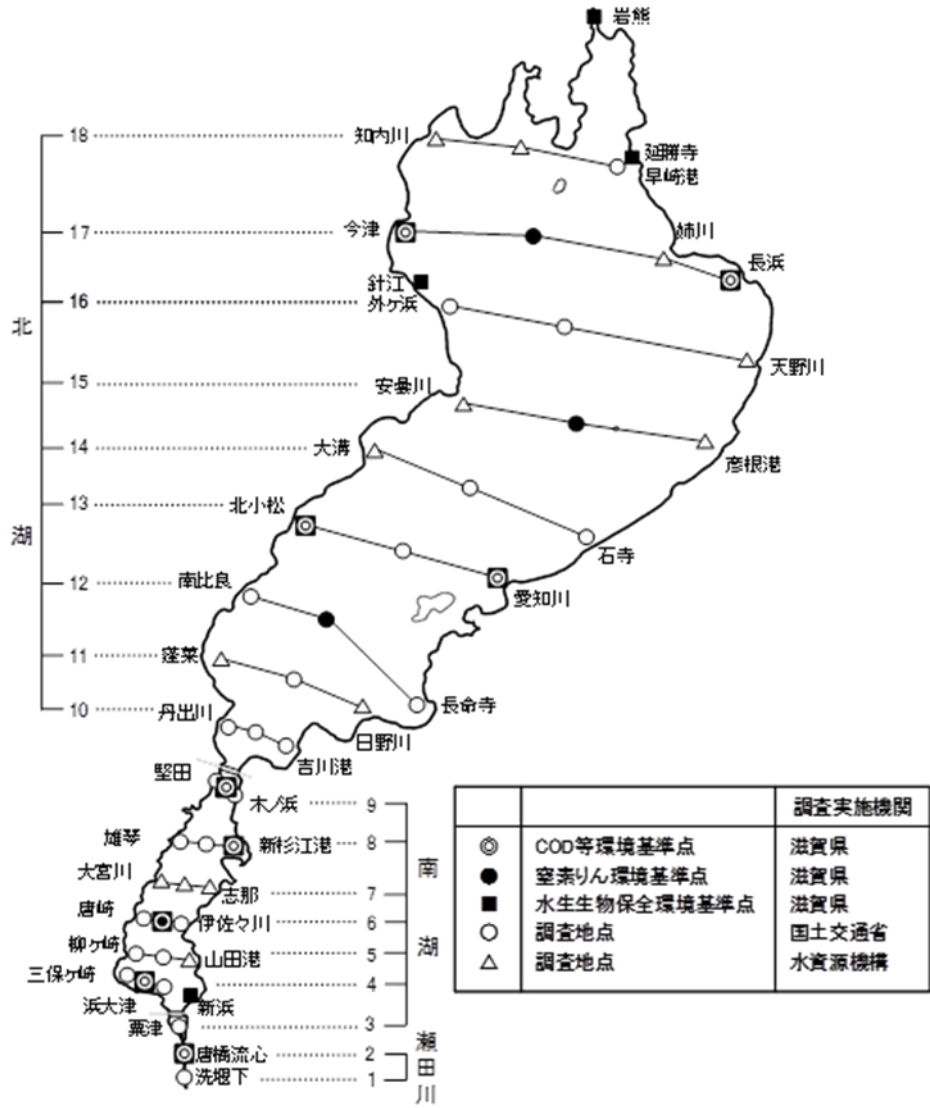 岩熊
18
知内川
延勝寺
早崎港
17
今津
姉川
長浜
針江
16
外ヶ浜
天野川
15
安曇川
14
大溝
彦根港
13
北小松
石寺
12
南比良
愛知川
11
蓬莱
10
丹出川
長命寺
日野川
吉川港
北湖
堅田
木ノ浜
9
雄琴
新杉江港
8
大宮川
志那
7
唐崎
伊佐々川
6
柳ヶ崎
山田港
5
三保ヶ崎
4
浜大津
新浜
粟津
3
唐橋流心
2
洗堰下
1
南湖
瀬田川
調査実施機関
COD等環境基準点 滋賀県
窒素りん環境基準点 滋賀県
水生生物保全環境基準点 滋賀県
調査地点 国土交通省
調査地点 水資源機構